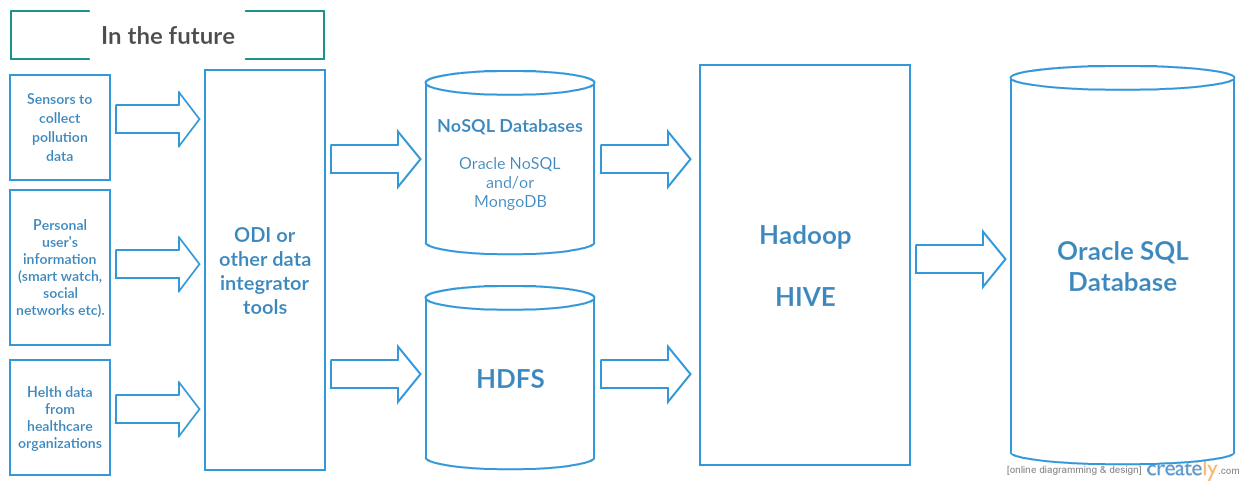 In the future
Sensors to
collect
pollution
data
Personal
user's
information
(smart watch,
social
networks etc).
Helth data
from
healthcare
organizations
ODI or
other data
integrator
tools
NoSQL Databases
Oracle NoSQL
and/or
MongoDB
HDFS
Hadoop
HIVE
Oracle SQL
Database
[online diagramming & design] creately.com